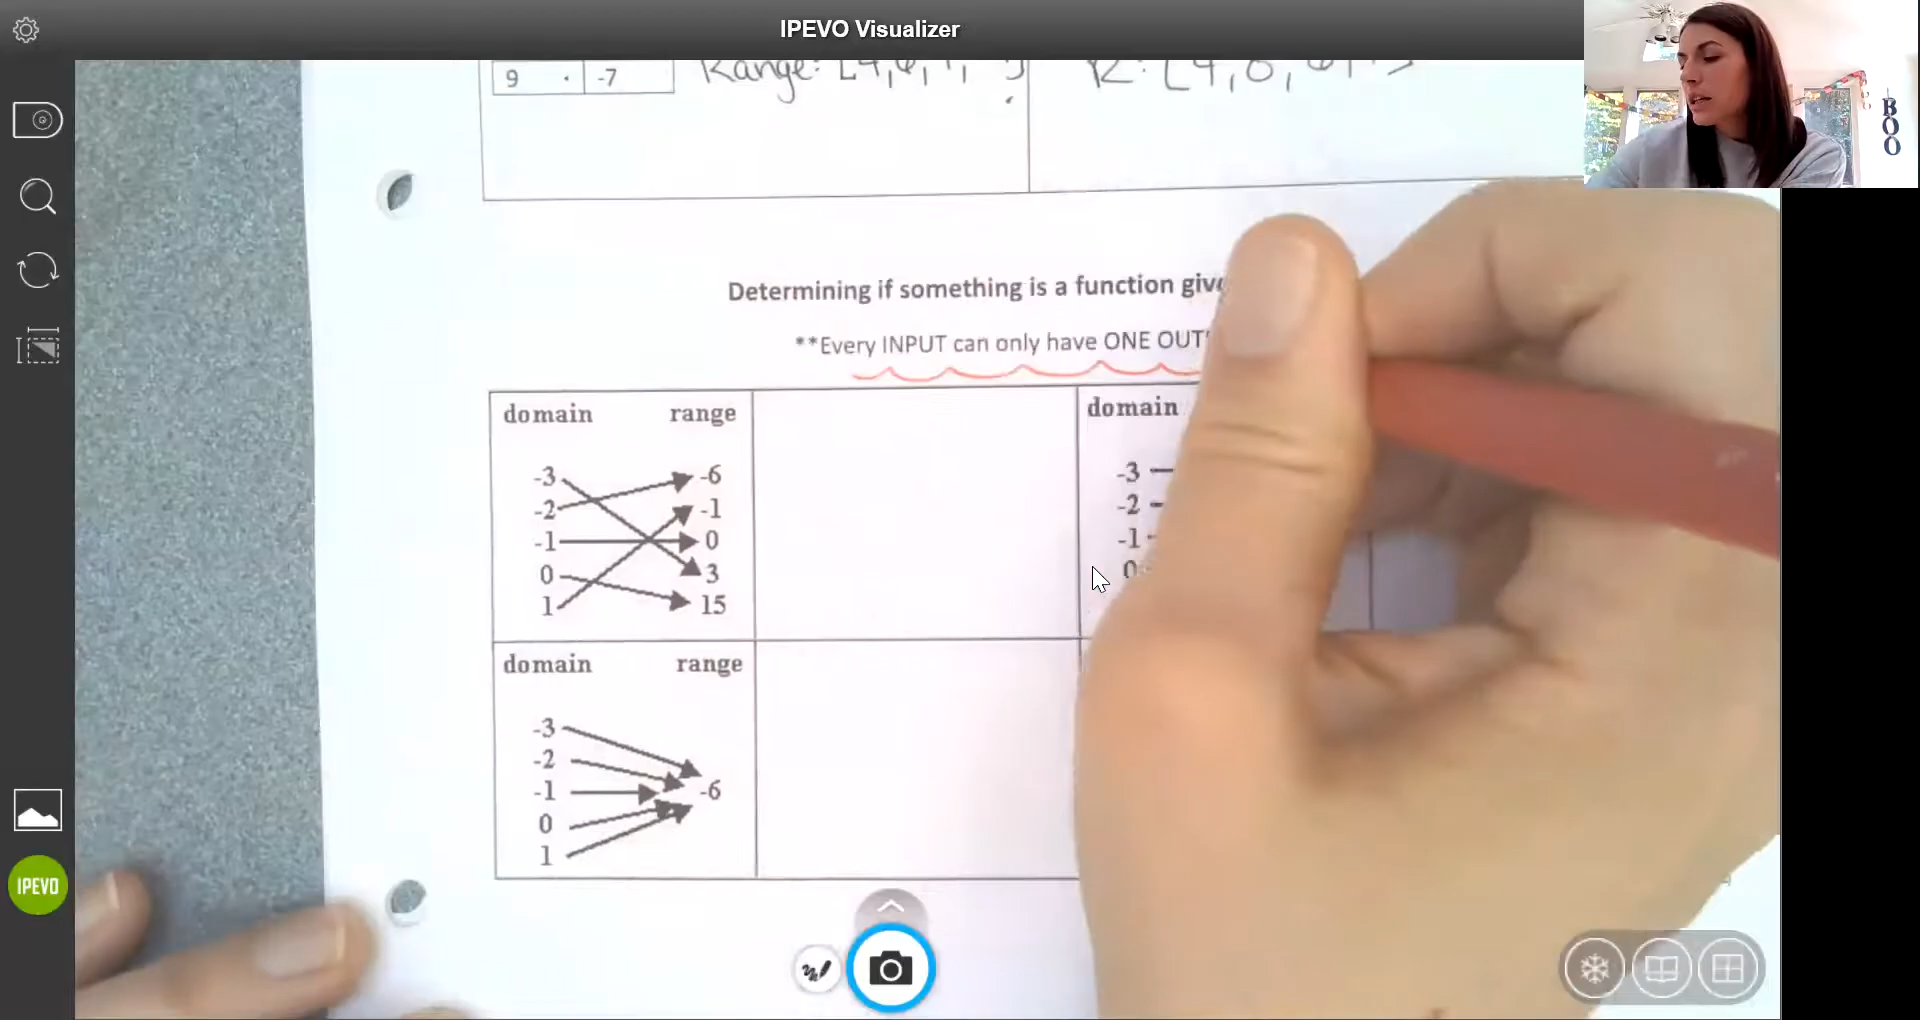 IPEVO Visualizer
BOO
9 -7 Range:
R:
Determining if something is a function
**Every INPUT can only have ONE
domain range
-3 -6
-2 -1
-1 0
0 3
1 15
domain
-3
-2
-1
0
domain range
-3
-2
-1 -6
0
1
IPEVO